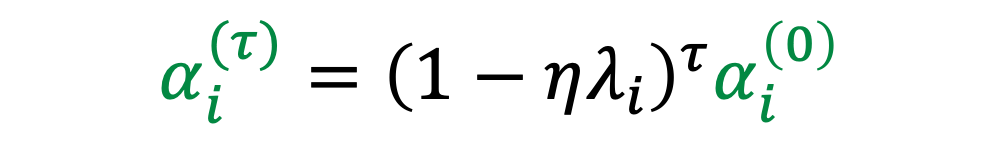 α_i^(τ) = (1 − ηλ_i)^τ α_i^(0)